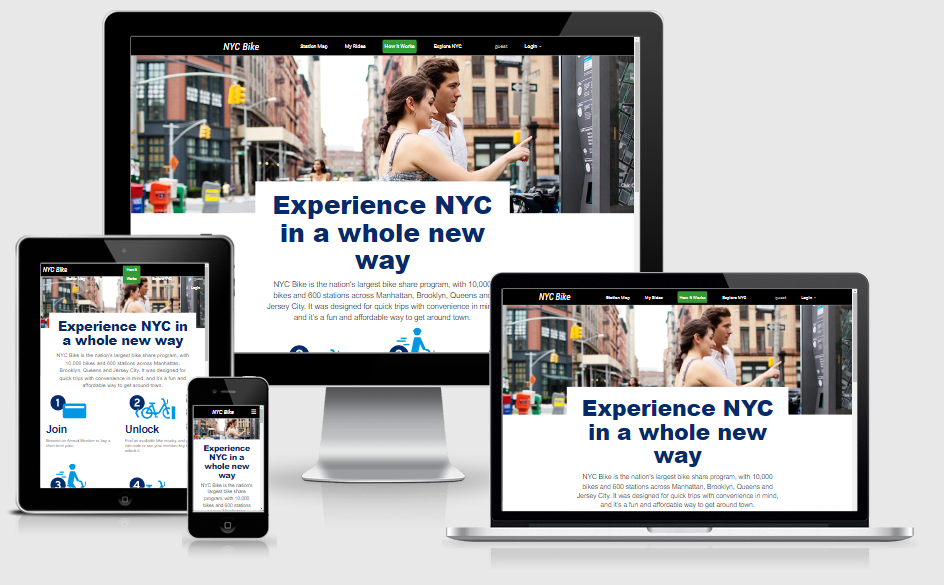 NYC Bike
Station Map
My Rides
How It Works
Explore NYC
guest
Login
Experience NYC
in a whole new
way
NYC Bike is the nation's largest bike share program, with 10,000
bikes and 600 stations across Manhattan, Brooklyn, Queens and
Jersey City. It was designed for quick trips with convenience in mind,
and it's a fun and affordable way to get around town.
NYC Bike
How It
Works
Login
Experience NYC in
a whole new way
NYC Bike is the nation's largest bike share program, with
10,000 bikes and 600 stations across Manhattan,
Brooklyn, Queens and Jersey City. It was designed for
quick trips with convenience in mind, and it's a fun and
affordable way to get around town.
1
2
Join
Unlock
3
4
NYC Bike
Experience
NYC in a
whole new
way
NYC Bike is the nation's
largest bike share
program, with 10,000
bikes and 600 stations
NYC Bike
Station Map
My Rides
How It Works
Explore NYC
guest
Login
Experience NYC
in a whole new
way
NYC Bike is the nation's largest bike share program, with 10,000
bikes and 600 stations across Manhattan, Brooklyn, Queens and
Jersey City. It was designed for quick trips with convenience in mind,
and it's a fun and affordable way to get around town.